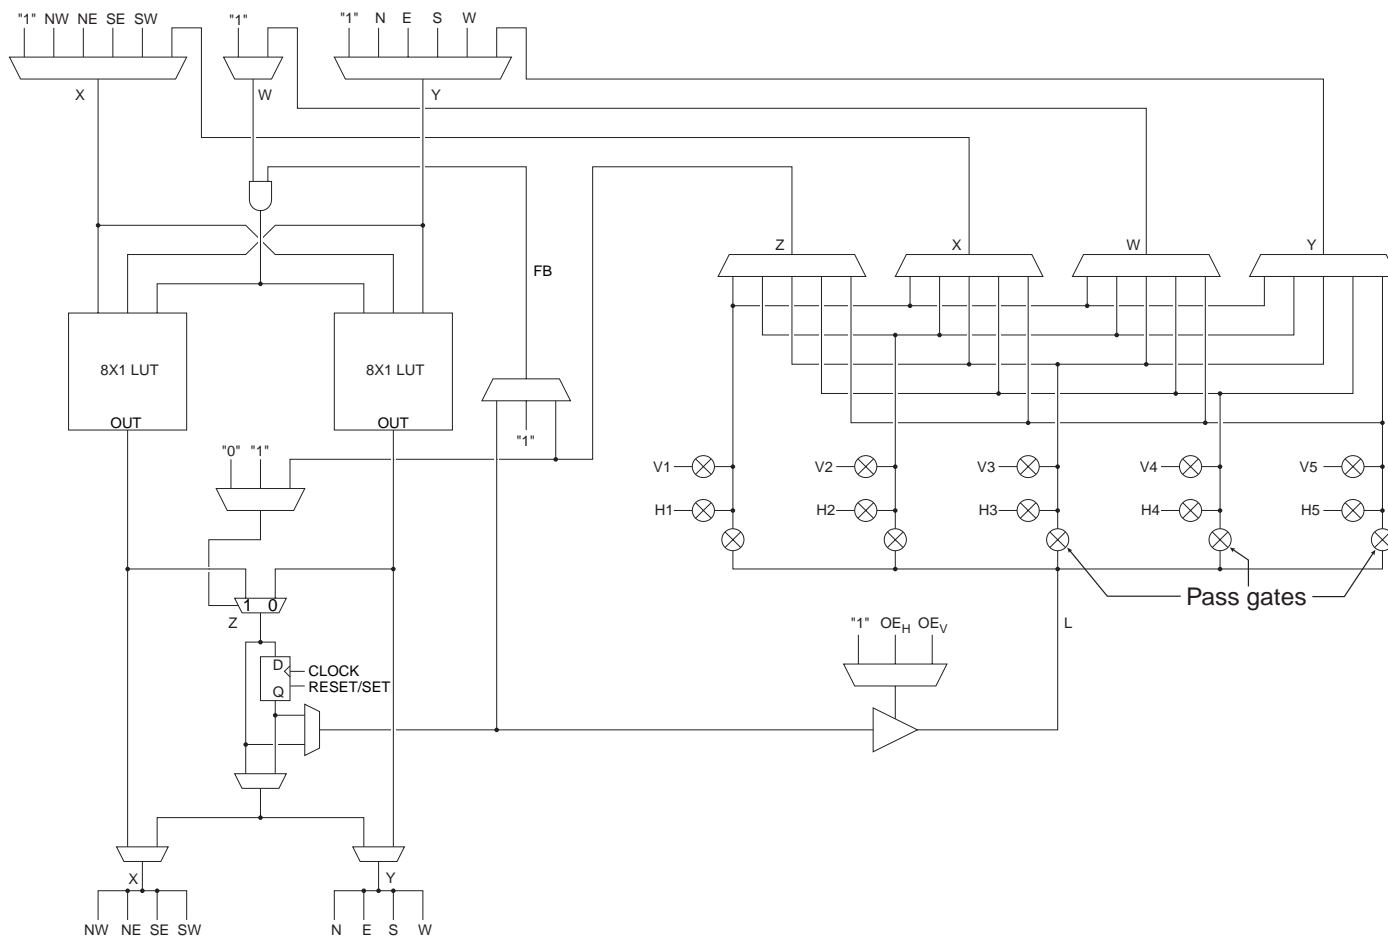 "1" NW NE SE SW
"1"
"1" N E S W
X
W
Y
Z
X
W
Y
FB
8X1 LUT
8X1 LUT
OUT
OUT
"1"
"0" "1"
V1
V2
V3
V4
V5
H1
H2
H3
H4
H5
Pass gates
1 0
Z
"1" OEH OEV
L
D
CLOCK
Q
RESET/SET
X
Y
NW NE SE SW
N E S W